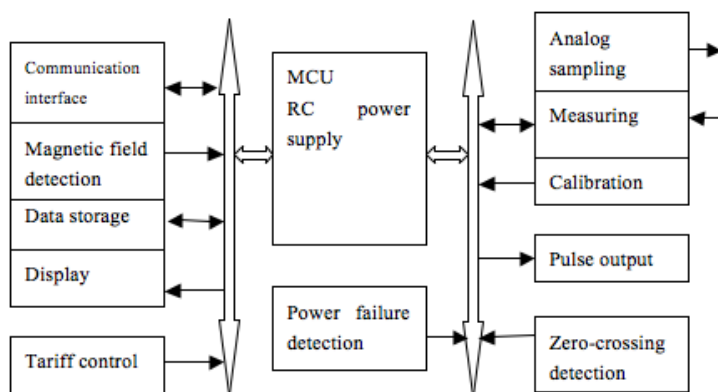 Communication
interface
Magnetic field
detection
Data storage
Display
Tariff control
MCU
RC power
supply
Power failure
detection
Analog
sampling
Measuring
Calibration
Pulse output
Zero-crossing
detection